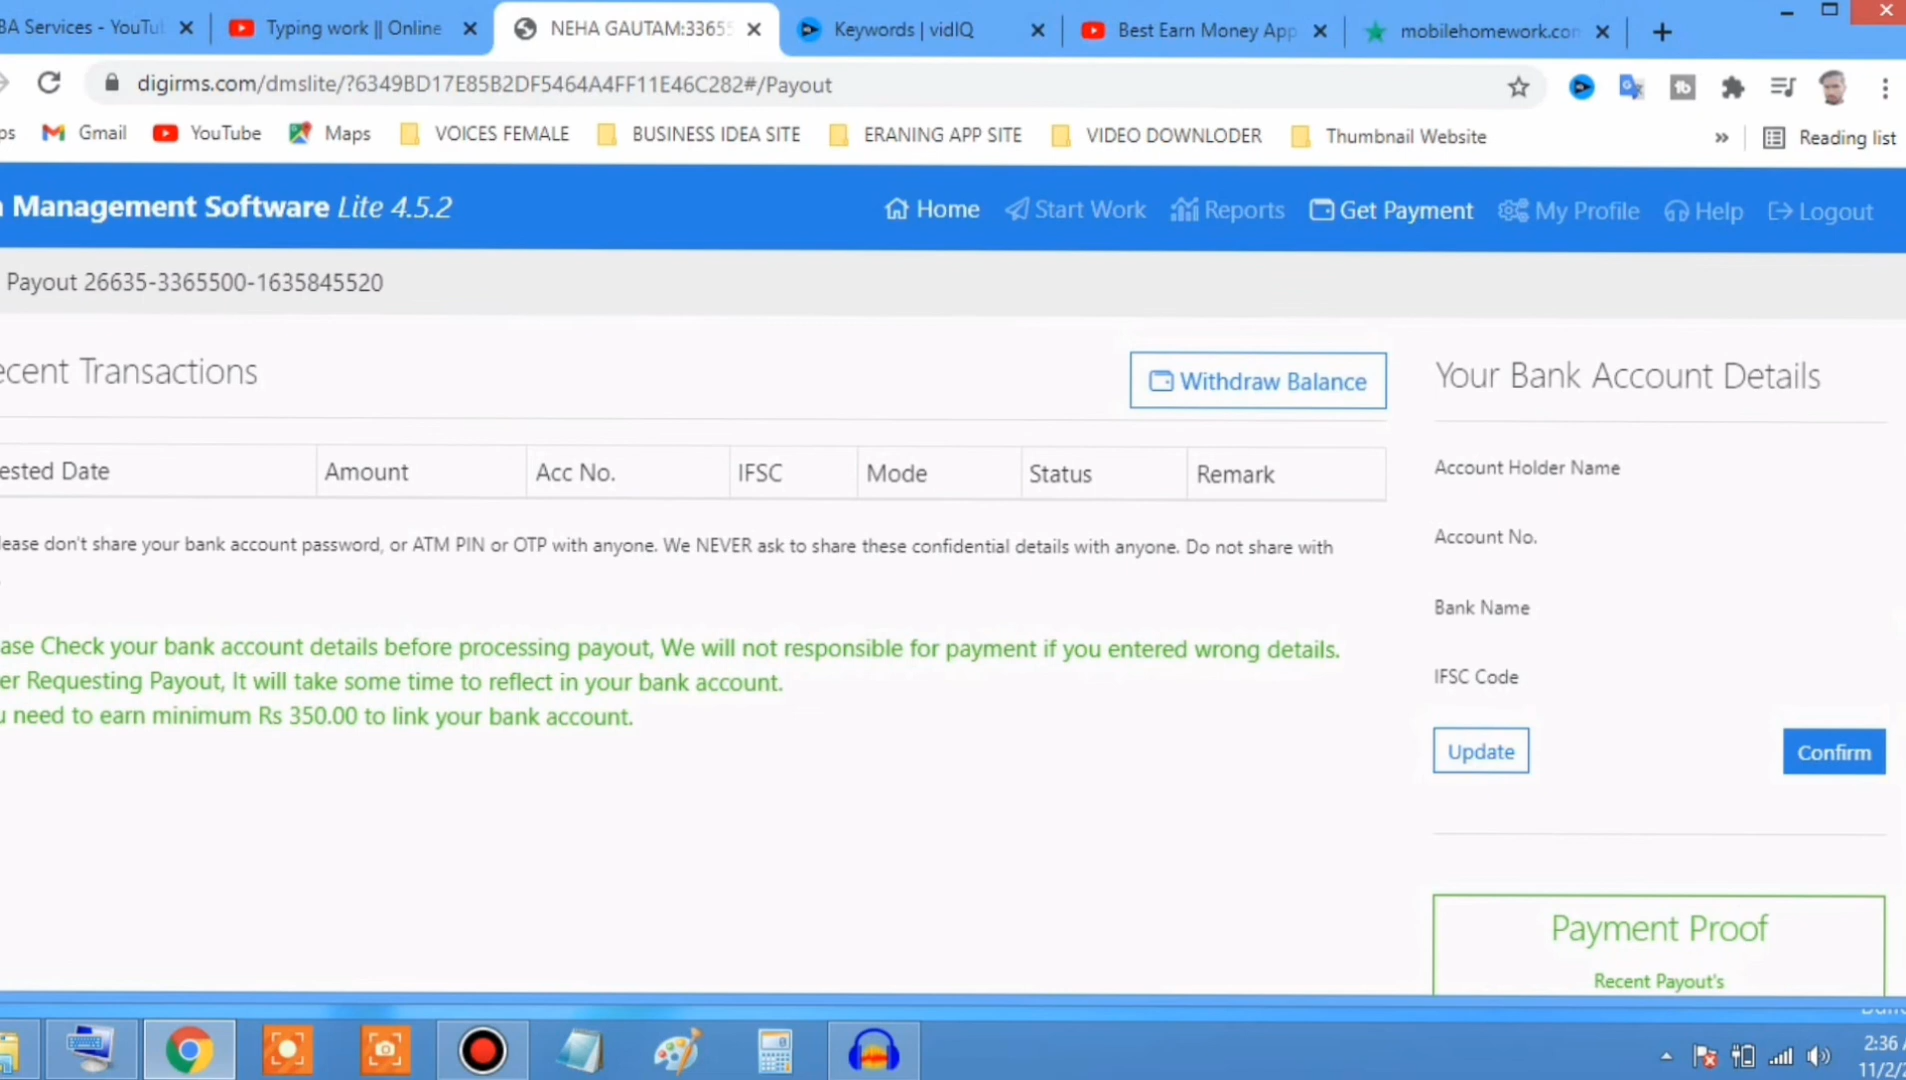 BA Services - YouTu
Typing work || Online
NEHA GAUTAM:33655
Keywords | vidIQ
Best Earn Money App
mobilehomework.com
digirms.com/dmslite/?6349BD17E85B2DF5464A4FF11E46C282#/Payout
ps
Gmail
YouTube
Maps
VOICES FEMALE
BUSINESS IDEA SITE
ERANING APP SITE
VIDEO DOWNLODER
Thumbnail Website
»
Reading list
Management Software Lite 4.5.2
Home
Start Work
Reports
Get Payment
My Profile
Help
Logout
Payout 26635-3365500-1635845520
ecent Transactions
Withdraw Balance
Your Bank Account Details
ested Date
Amount
Acc No.
IFSC
Mode
Status
Remark
lease don't share your bank account password, or ATM PIN or OTP with anyone. We NEVER ask to share these confidential details with anyone. Do not share with
ase Check your bank account details before processing payout, We will not responsible for payment if you entered wrong details.
er Requesting Payout, It will take some time to reflect in your bank account.
u need to earn minimum Rs 350.00 to link your bank account.
Account Holder Name
Account No.
Bank Name
IFSC Code
Update
Confirm
Payment Proof
Recent Payout's
2:36
11/2/2